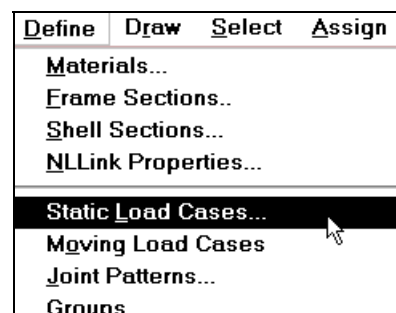 Define Draw Select Assign
Materials...
Frame Sections..
Shell Sections...
NLLink Properties...
Static Load Cases...
Moving Load Cases
Joint Patterns...
Groups